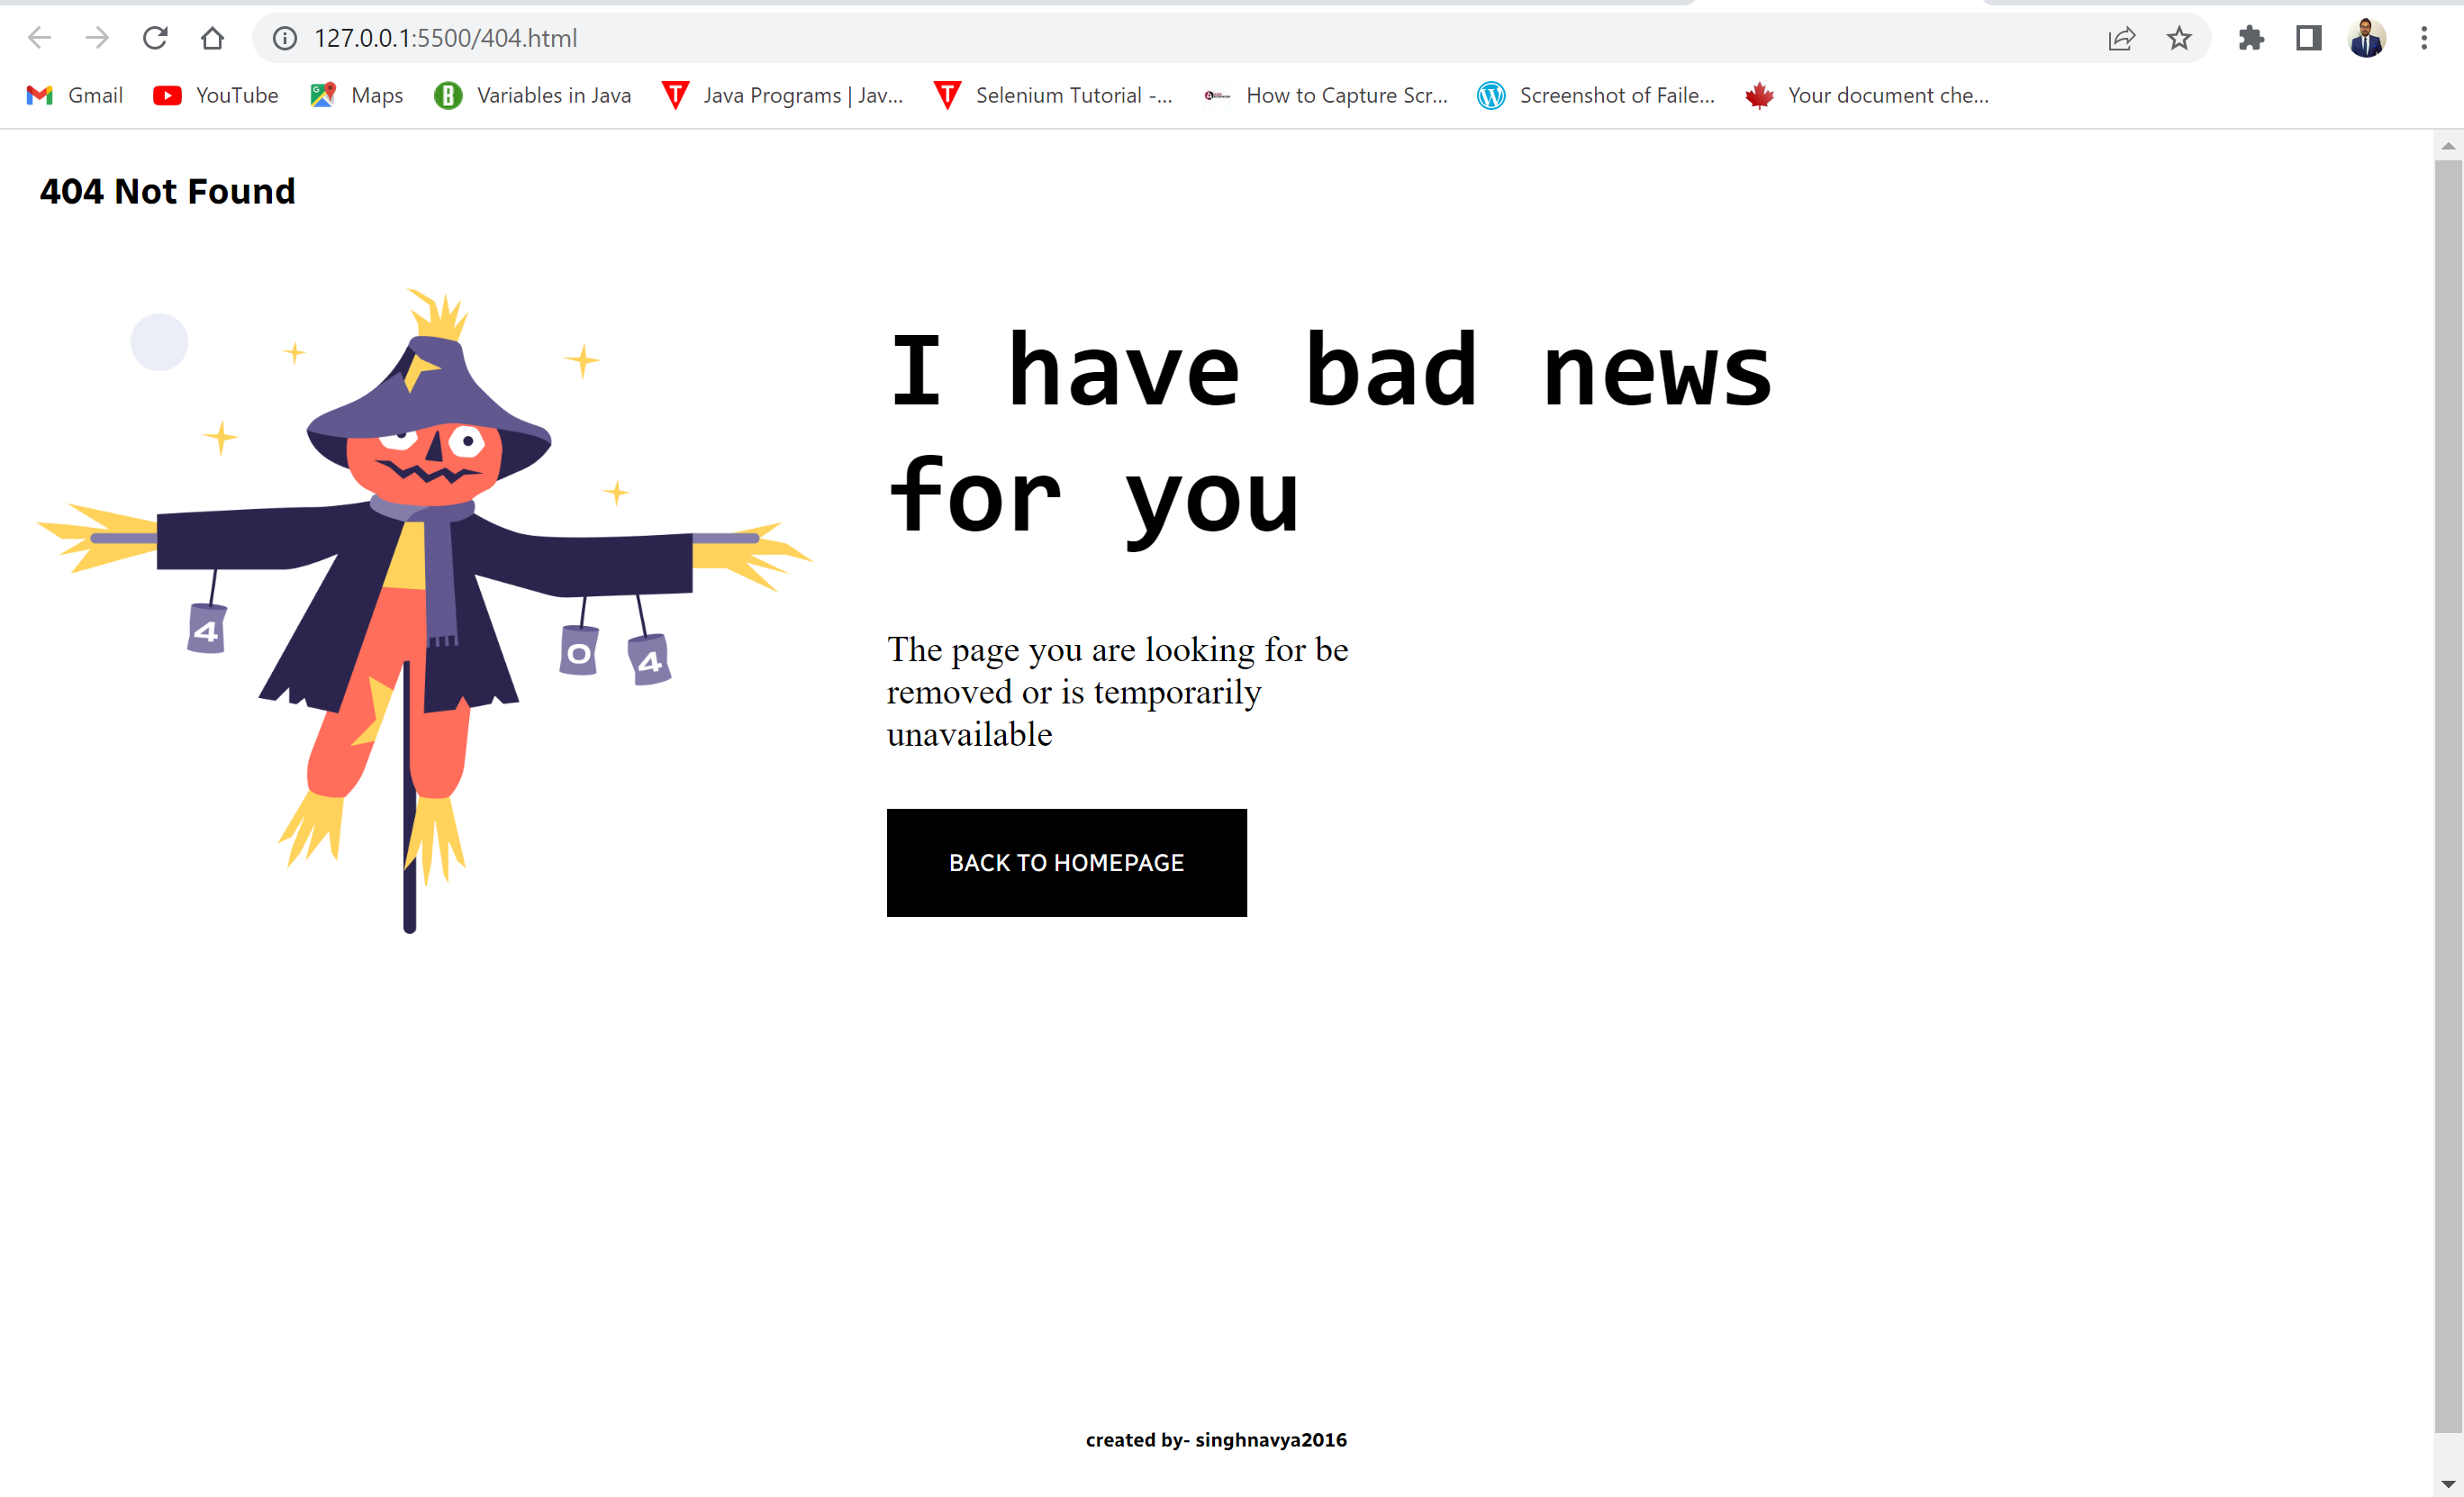 127.0.0.1:5500/404.html
Gmail YouTube Maps Variables in Java Java Programs | Jav... Selenium Tutorial -... How to Capture Scr... Screenshot of Faile... Your document che...
404 Not Found
I have bad news
for you
4
0
4
The page you are looking for be
removed or is temporarily
unavailable
BACK TO HOMEPAGE
created by- singhnavya2016